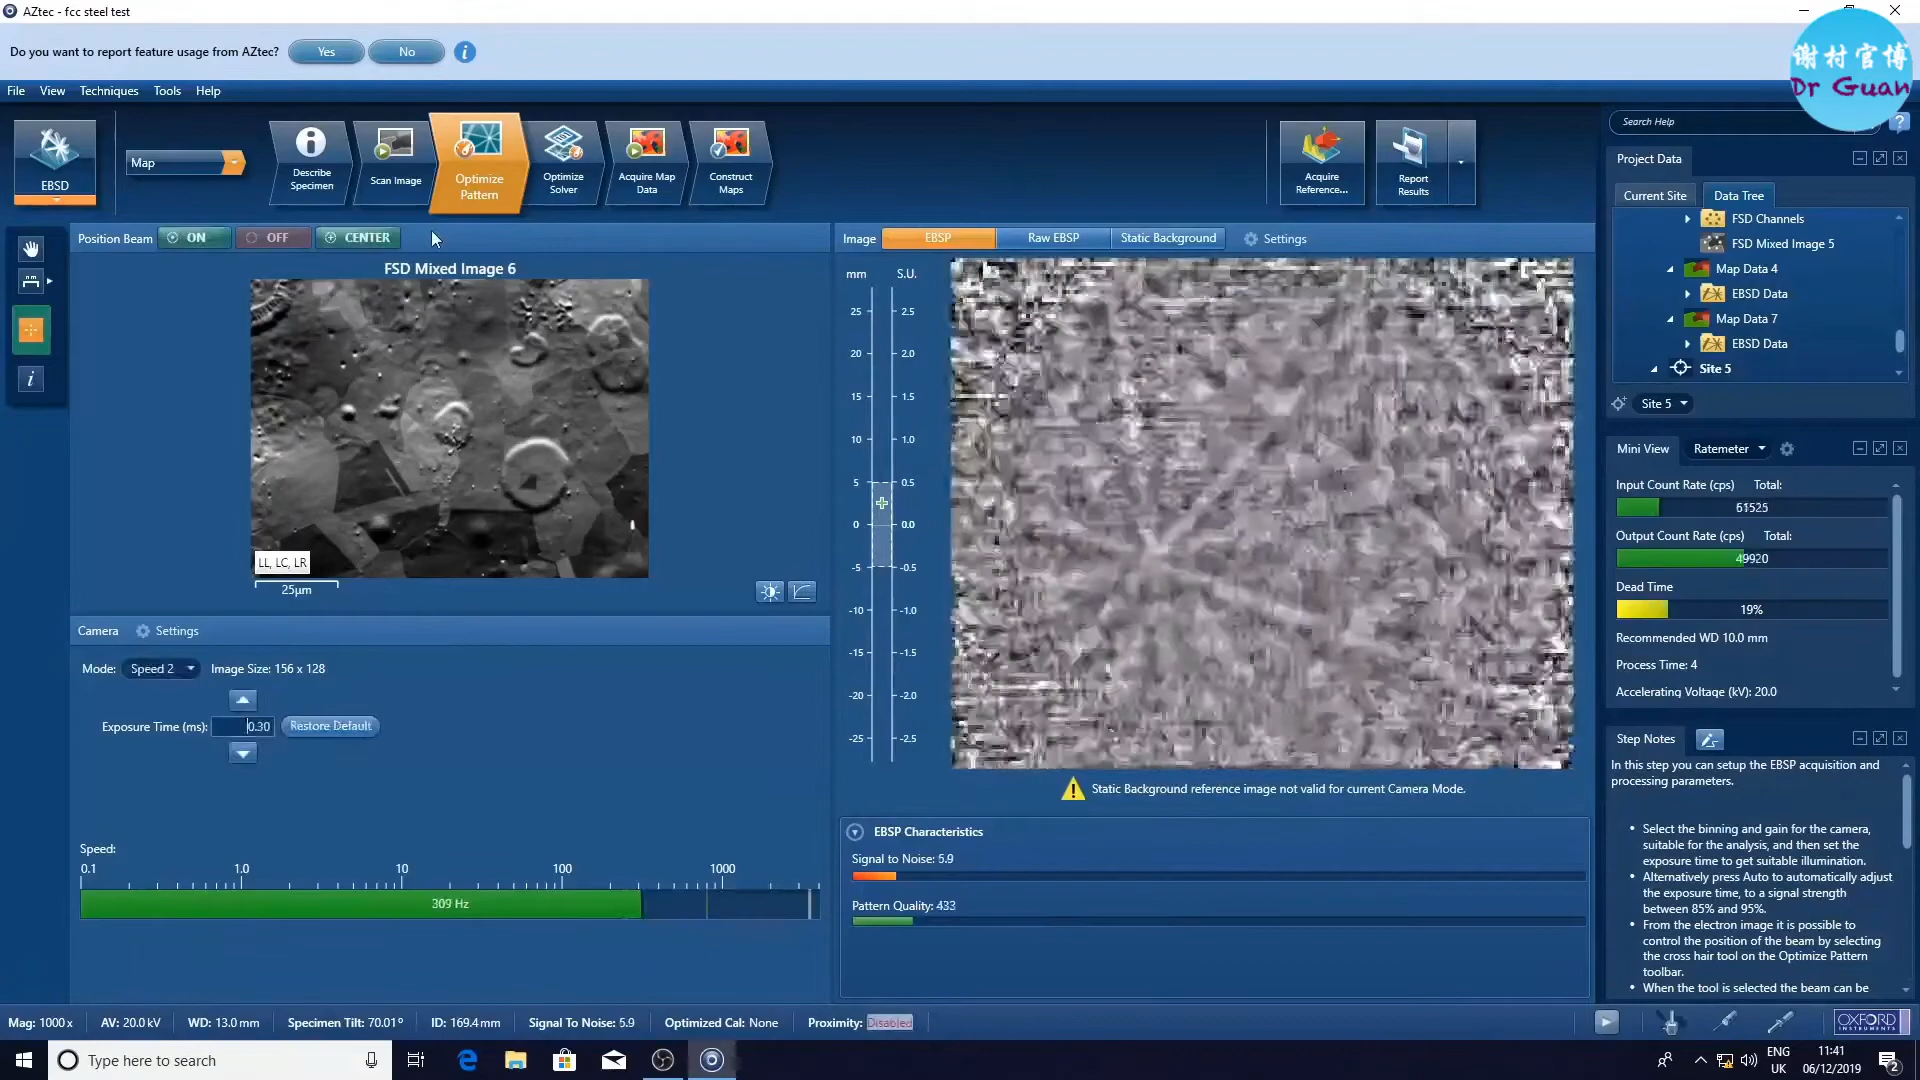 AZtec - fcc steel test
Do you want to report feature usage from AZtec? Yes No
谢村官博
Dr Guan
File View Techniques Tools Help
EBSD
Map
Describe Specimen
Scan Image
Optimize Pattern
Optimize Solver
Acquire Map Data
Construct Maps
Acquire Reference...
Report Results
Search Help
Project Data
Current Site Data Tree
FSD Channels
FSD Mixed Image 5
Map Data 4
EBSD Data
Map Data 7
EBSD Data
Site 5
Site 5
Position Beam ON OFF CENTER
FSD Mixed Image 6
LL, LC, LR
25µm
Image EBSP Raw EBSP Static Background Settings
mm S.U.
25 2.5
20 2.0
15 1.5
10 1.0
5 0.5
0 0.0
-5 -0.5
-10 -1.0
-15 -1.5
-20 -2.0
-25 -2.5
Static Background reference image not valid for current Camera Mode.
Camera Settings
Mode: Speed 2 Image Size: 156 x 128
Exposure Time (ms): 0.30 Restore Default
Speed:
0.1 1.0 10 100 1000
309 Hz
EBSP Characteristics
Signal to Noise: 5.9
Pattern Quality: 433
Mini View Ratemeter
Input Count Rate (cps) Total:
61525
Output Count Rate (cps) Total:
49920
Dead Time
19%
Recommended WD 10.0 mm
Process Time: 4
Accelerating Voltage (kV): 20.0
Step Notes
In this step you can setup the EBSP acquisition and
processing parameters.
• Select the binning and gain for the camera,
suitable for the analysis, and then set the
exposure time to get suitable illumination.
• Alternatively press Auto to automatically adjust
the exposure time, to a signal strength
between 85% and 95%.
• From the electron image it is possible to
control the position of the beam by selecting
the cross hair tool on the Optimize Pattern
toolbar.
• When the tool is selected the beam can be
Mag: 1000 x AV: 20.0 kV WD: 13.0 mm Specimen Tilt: 70.01° ID: 169.4 mm Signal To Noise: 5.9 Optimized Cal: None Proximity: Disabled
OXFORD
INSTRUMENTS
Type here to search
ENG
UK
11:41
06/12/2019
2